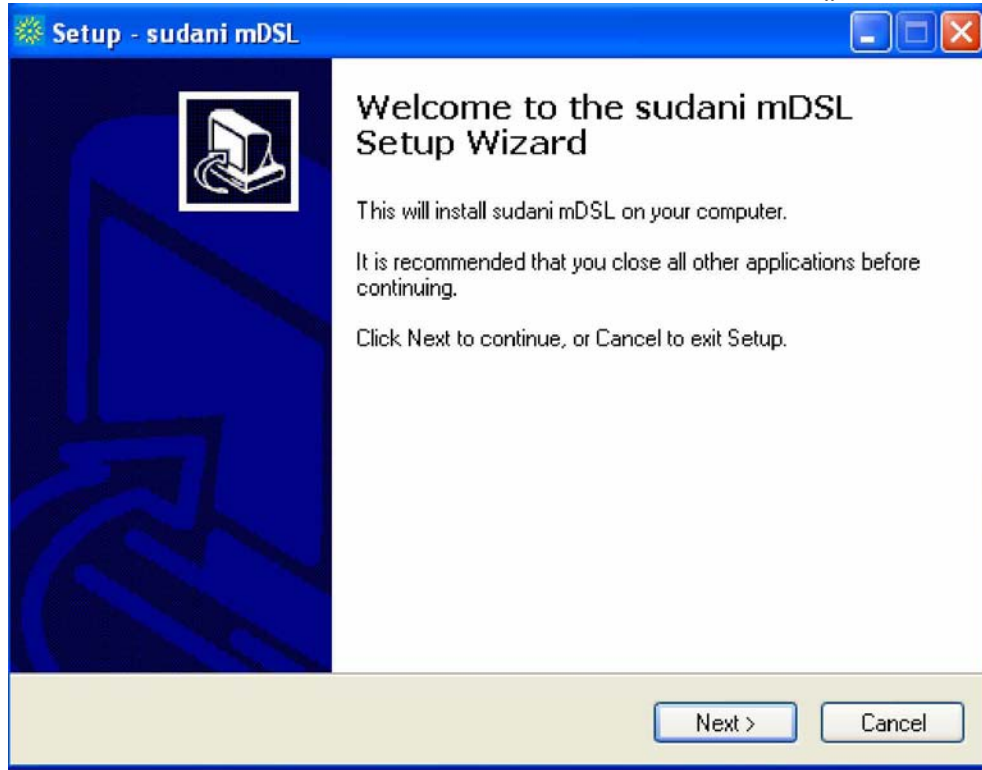 Setup - sudani mDSL
Welcome to the sudani mDSL
Setup Wizard
This will install sudani mDSL on your computer.
It is recommended that you close all other applications before
continuing.
Click Next to continue, or Cancel to exit Setup.
Next >
Cancel